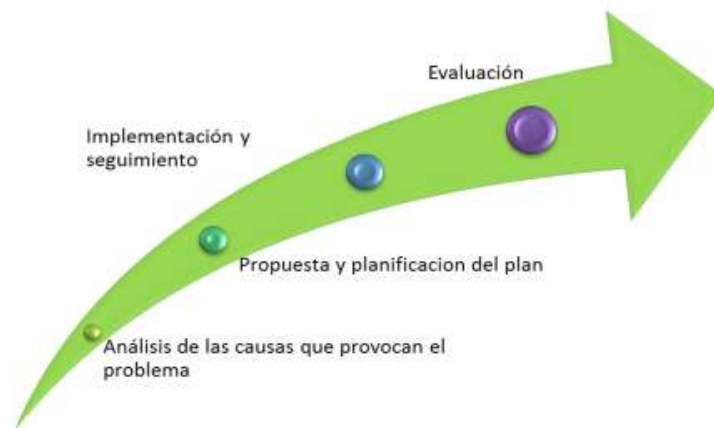 Evaluación
Implementación y
seguimiento
Propuesta y planificacion del plan
Análisis de las causas que provocan el
problema